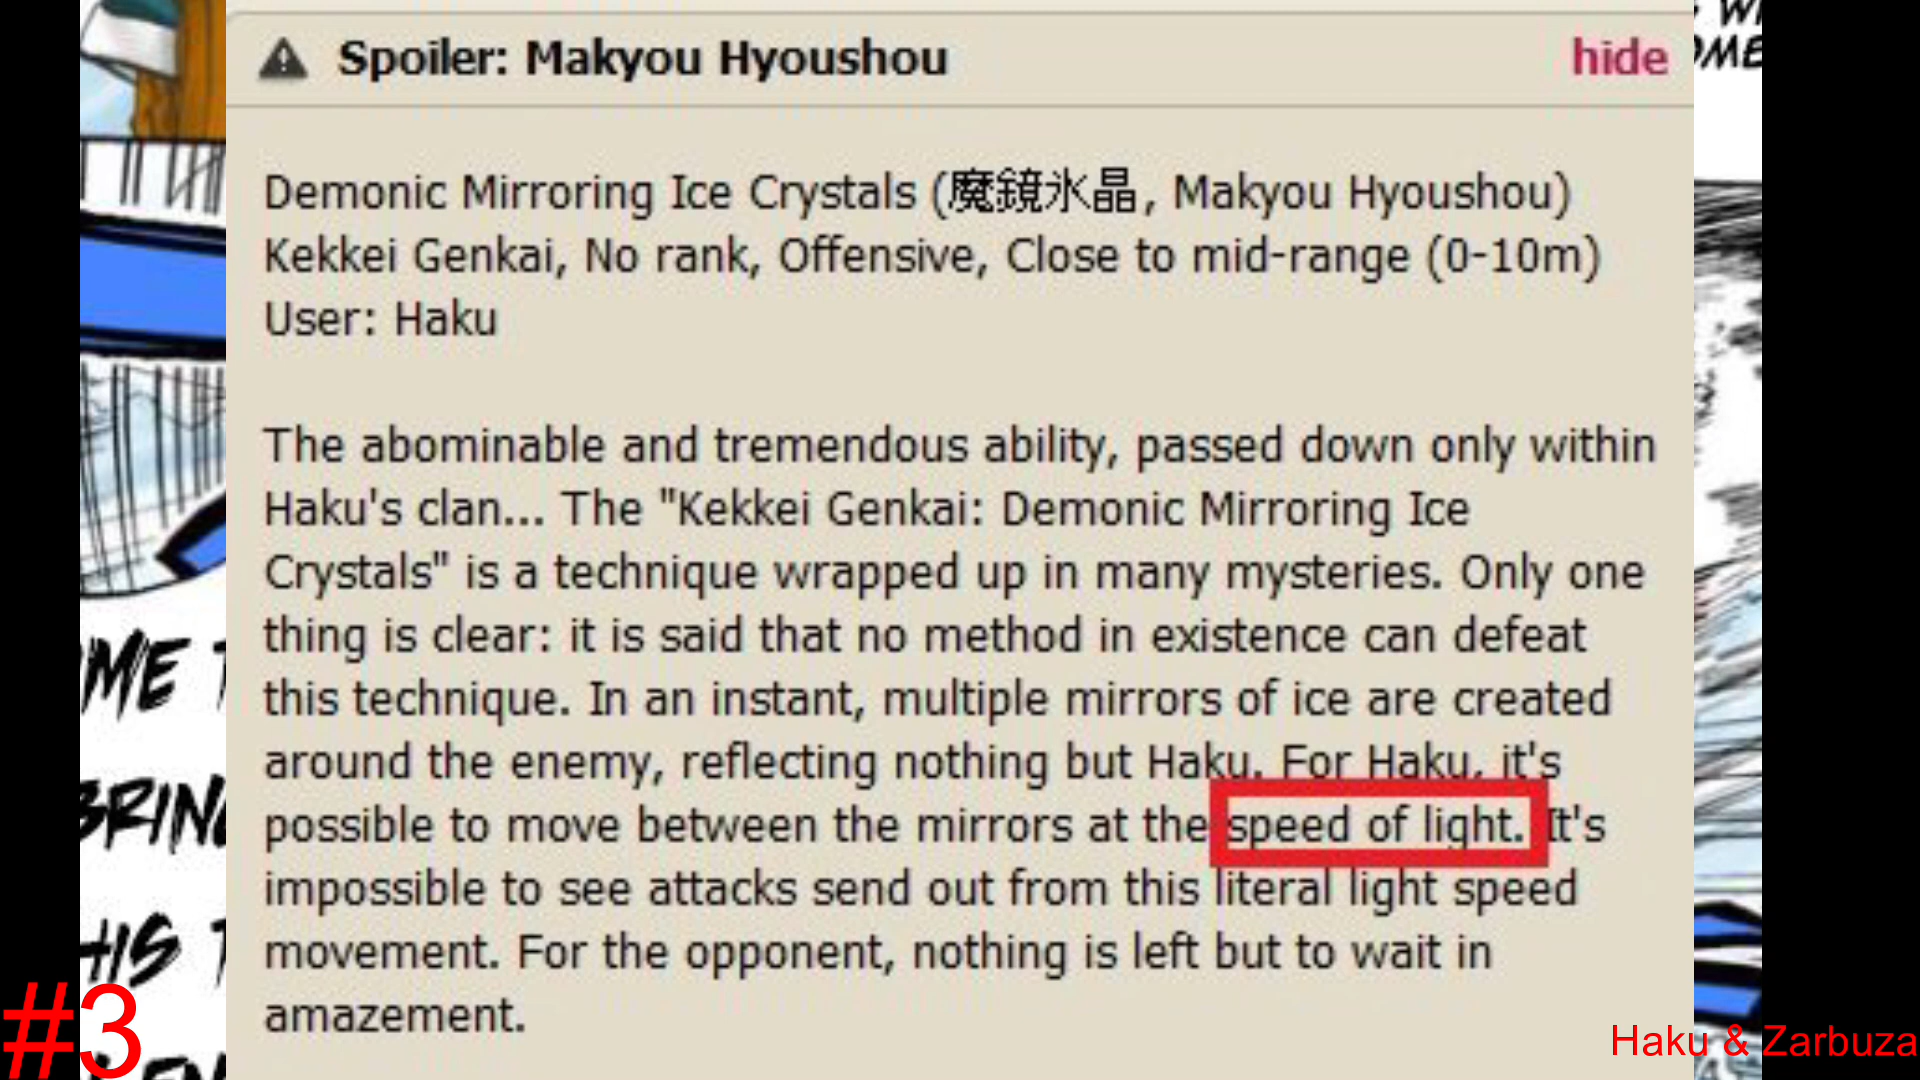 Spoiler: Makyou Hyoushou
hide
Demonic Mirroring Ice Crystals (魔鏡氷晶, Makyou Hyoushou)
Kekkei Genkai, No rank, Offensive, Close to mid-range (0-10m)
User: Haku
The abominable and tremendous ability, passed down only within
Haku's clan... The "Kekkei Genkai: Demonic Mirroring Ice
Crystals" is a technique wrapped up in many mysteries. Only one
thing is clear: it is said that no method in existence can defeat
this technique. In an instant, multiple mirrors of ice are created
around the enemy, reflecting nothing but Haku. For Haku, it's
possible to move between the mirrors at the speed of light. It's
impossible to see attacks send out from this literal light speed
movement. For the opponent, nothing is left but to wait in
amazement.
#3
Haku & Zarbuza